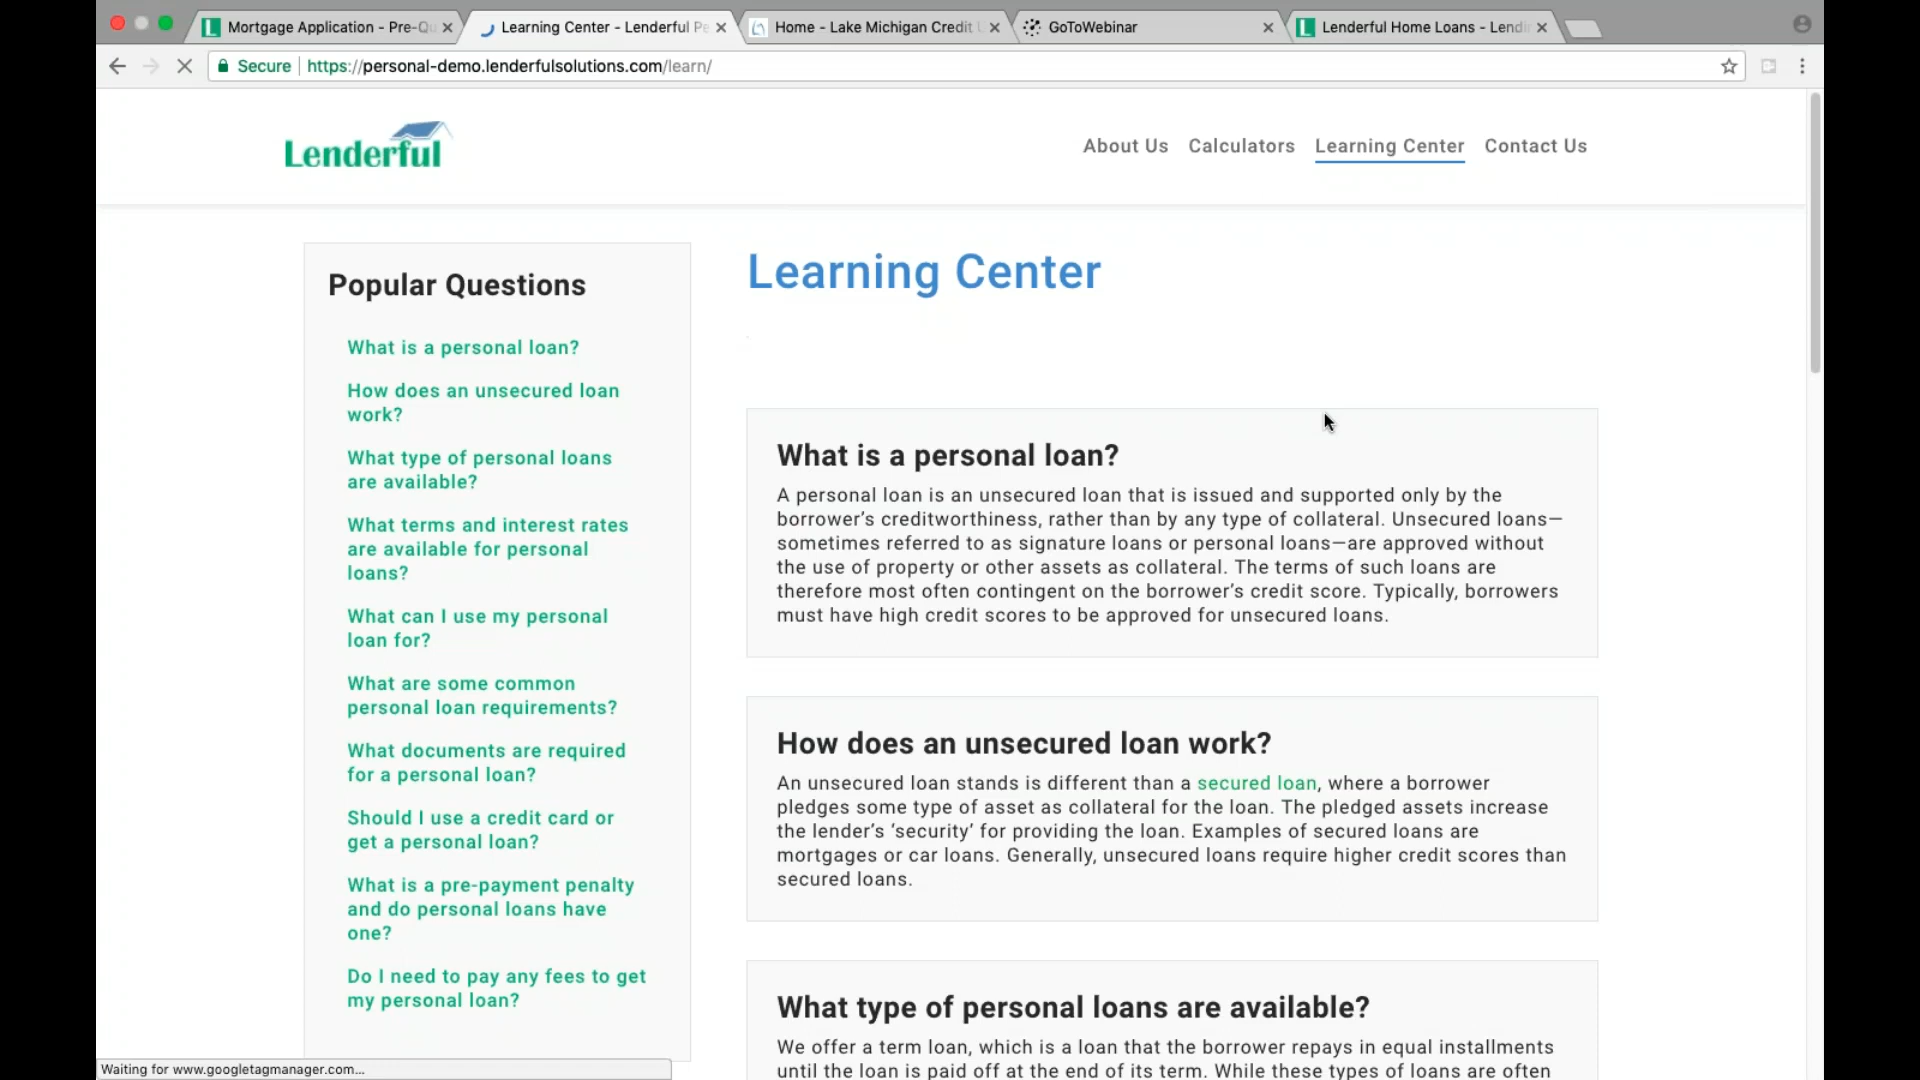 Mortgage Application - Pre-Qu
Learning Center - Lenderful Pe
Home - Lake Michigan Credit U
GoToWebinar
Lenderful Home Loans - Lendi
Secure
https://personal-demo.lenderfulsolutions.com/learn/
Lenderful
About Us
Calculators
Learning Center
Contact Us
Popular Questions
What is a personal loan?
How does an unsecured loan
work?
What type of personal loans
are available?
What terms and interest rates
are available for personal
loans?
What can I use my personal
loan for?
What are some common
personal loan requirements?
What documents are required
for a personal loan?
Should I use a credit card or
get a personal loan?
What is a pre-payment penalty
and do personal loans have
one?
Do I need to pay any fees to get
my personal loan?
Learning Center
What is a personal loan?
A personal loan is an unsecured loan that is issued and supported only by the
borrower’s creditworthiness, rather than by any type of collateral. Unsecured loans—
sometimes referred to as signature loans or personal loans—are approved without
the use of property or other assets as collateral. The terms of such loans are
therefore most often contingent on the borrower’s credit score. Typically, borrowers
must have high credit scores to be approved for unsecured loans.
How does an unsecured loan work?
An unsecured loan stands is different than a secured loan, where a borrower
pledges some type of asset as collateral for the loan. The pledged assets increase
the lender’s ‘security’ for providing the loan. Examples of secured loans are
mortgages or car loans. Generally, unsecured loans require higher credit scores than
secured loans.
What type of personal loans are available?
We offer a term loan, which is a loan that the borrower repays in equal installments
until the loan is paid off at the end of its term. While these types of loans are often
Waiting for www.googletagmanager.com...